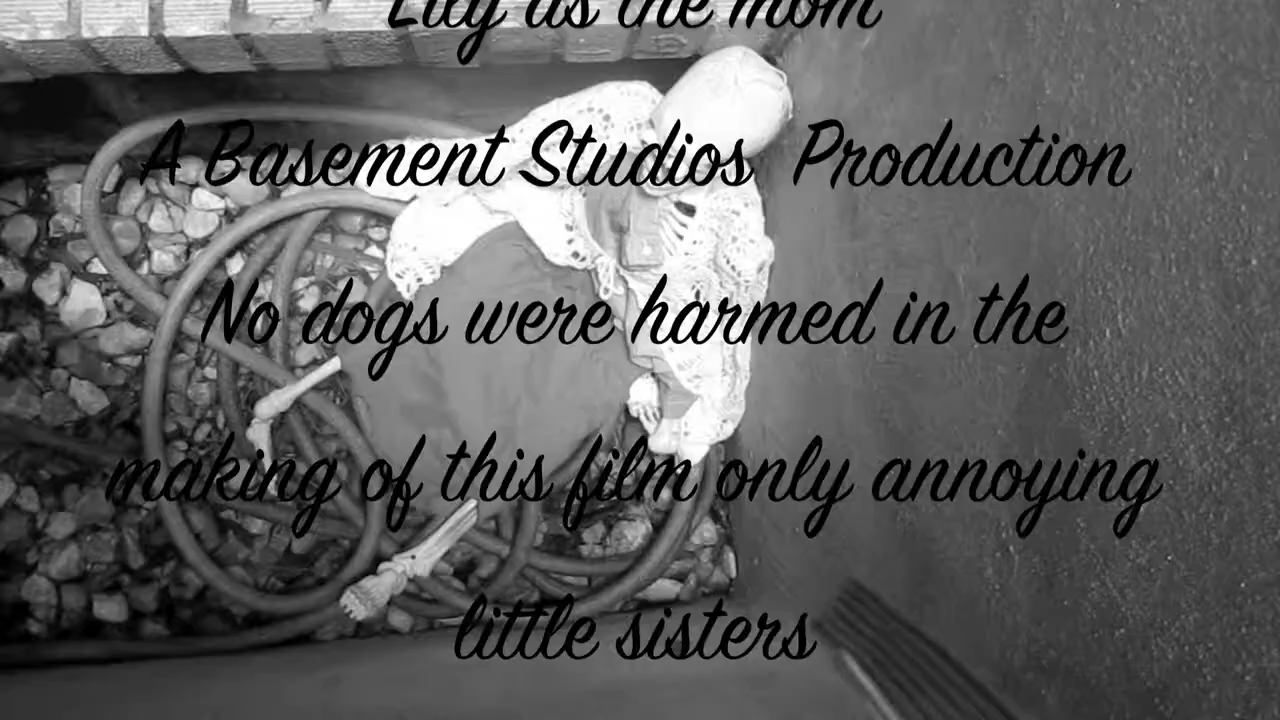 Lily as the mom
A Basement Studios Production
No dogs were harmed in the
making of this film only annoying
little sisters